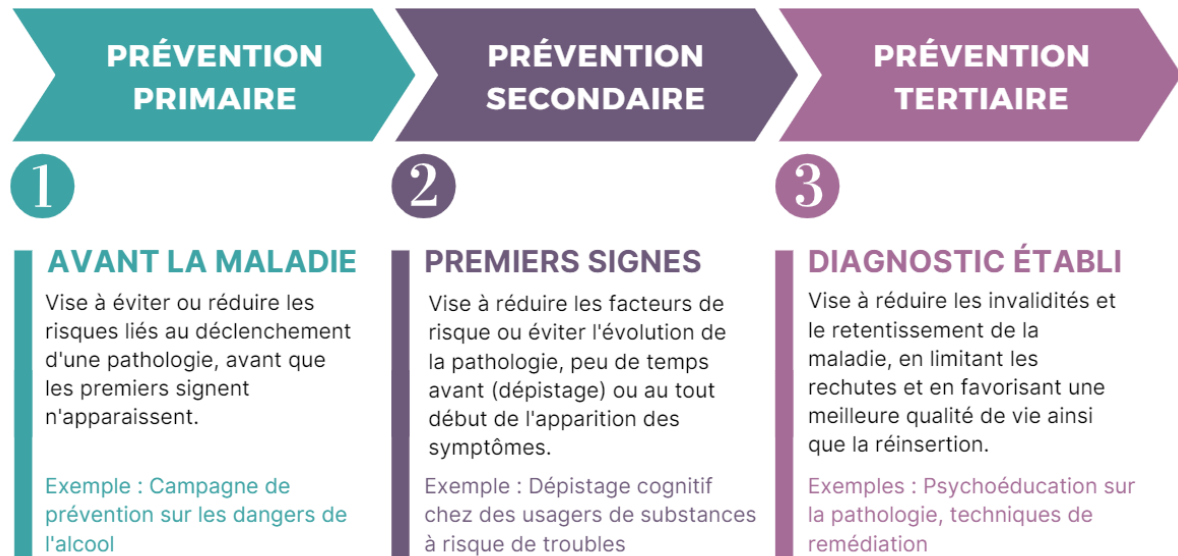 PRÉVENTION
PRIMAIRE
PRÉVENTION
SECONDAIRE
PRÉVENTION
TERTIAIRE
1
AVANT LA MALADIE
Vise à éviter ou réduire les
risques liés au déclenchement
d'une pathologie, avant que
les premiers signent
n'apparaissent.
Exemple : Campagne de
prévention sur les dangers de
l'alcool
2
PREMIERS SIGNES
Vise à réduire les facteurs de
risque ou éviter l'évolution de
la pathologie, peu de temps
avant (dépistage) ou au tout
début de l'apparition des
symptômes.
Exemple : Dépistage cognitif
chez des usagers de substances
à risque de troubles
3
DIAGNOSTIC ÉTABLI
Vise à réduire les invalidités et
le retentissement de la
maladie, en limitant les
rechutes et en favorisant une
meilleure qualité de vie ainsi
que la réinsertion.
Exemples : Psychoéducation sur
la pathologie, techniques de
remédiation